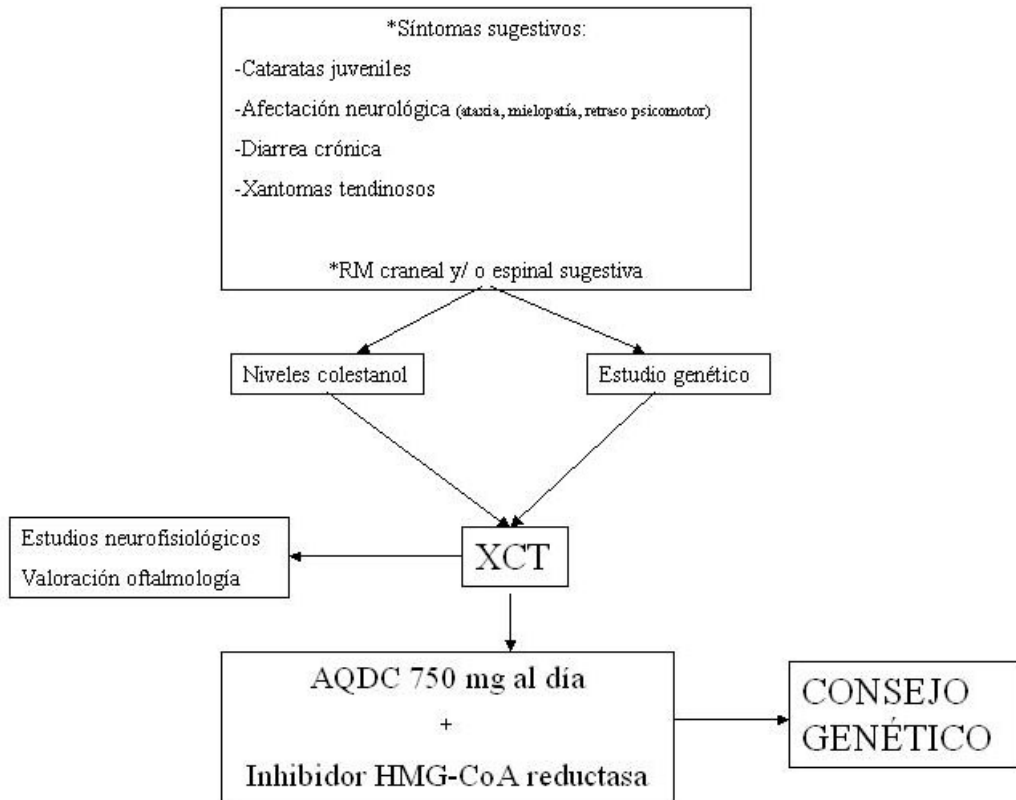 *Síntomas sugestivos:
-Cataratas juveniles
-Afectación neurológica (ataxia, mielopatía, retraso psicomotor)
-Diarrea crónica
-Xantomas tendinosos
*RM craneal y/ o espinal sugestiva
Niveles colestanol
Estudio genético
XCT
Estudios neurofisiológicos
Valoración oftalmología
AQDC 750 mg al día
+
Inhibidor HMG-CoA reductasa
CONSEJO
GENÉTICO